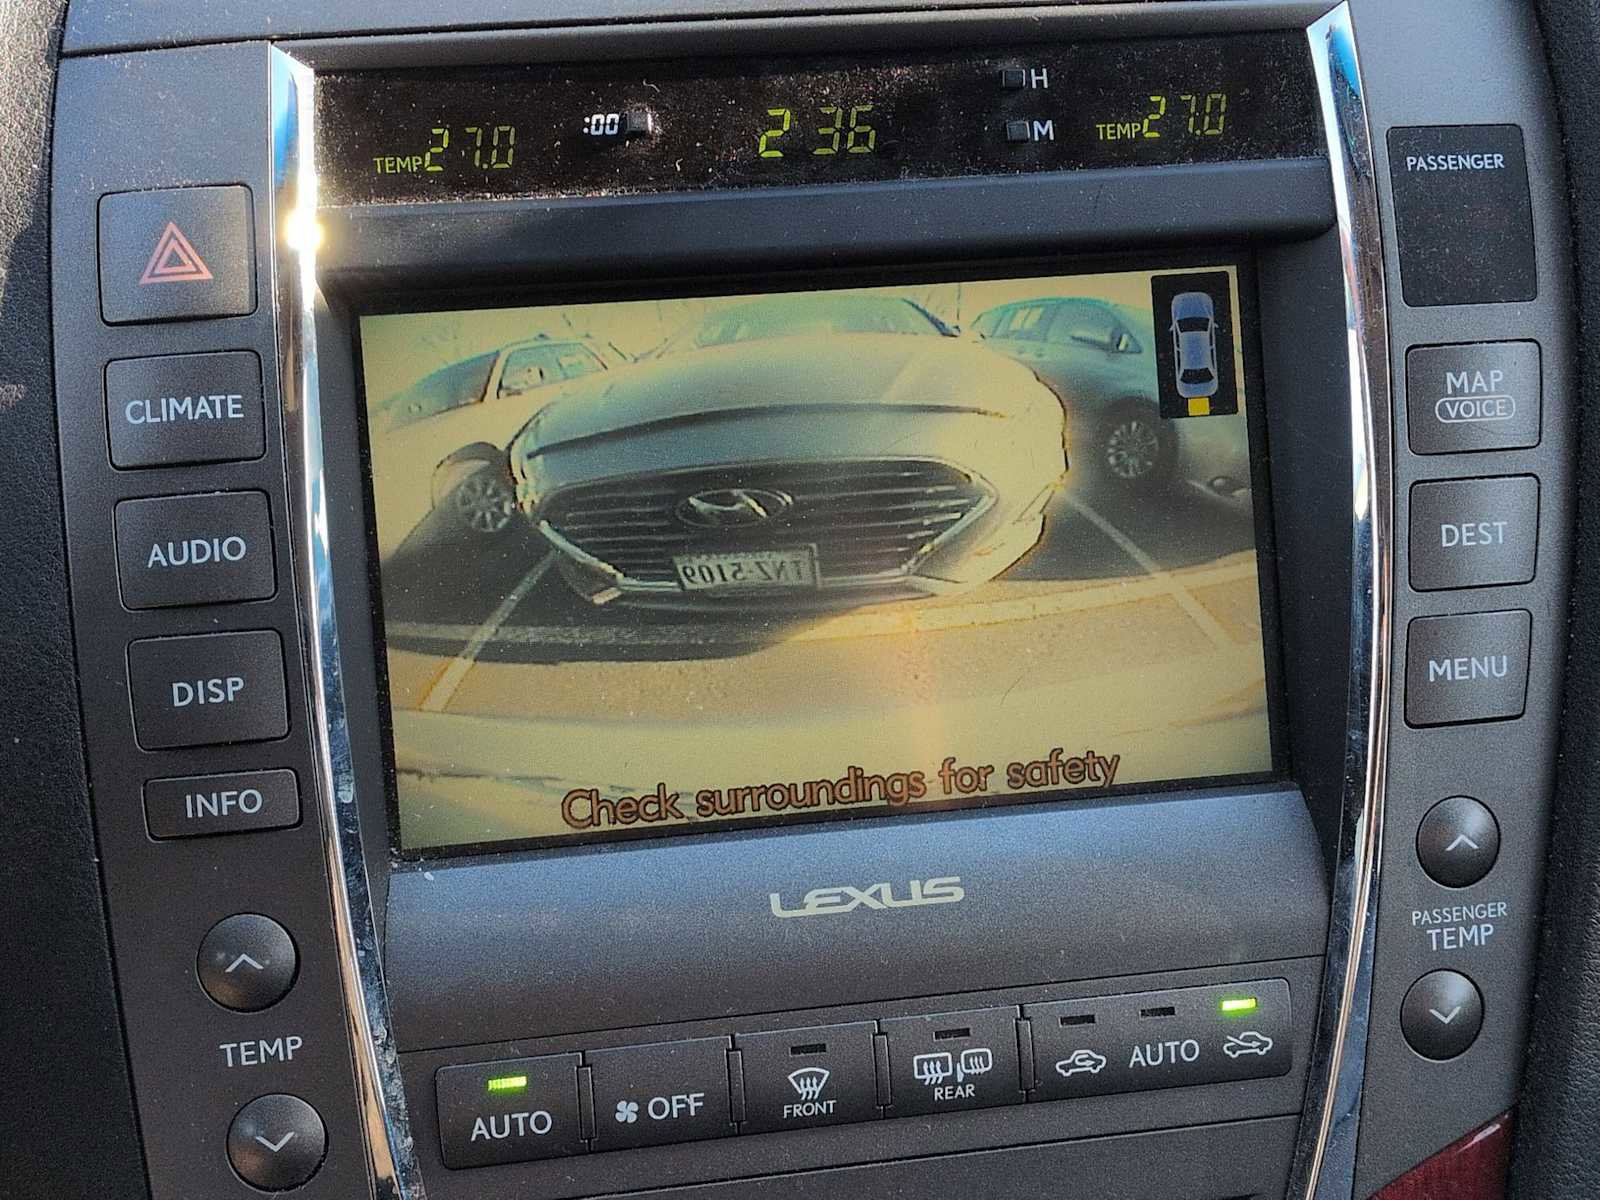 H
TEMP 27.0 :00 2 36 M TEMP 27.0
PASSENGER
CLIMATE
MAP
VOICE
AUDIO
DEST
TNZ-5109
DISP
MENU
INFO
Check surroundings for safety
LEXUS
PASSENGER
TEMP
TEMP
AUTO OFF FRONT REAR AUTO